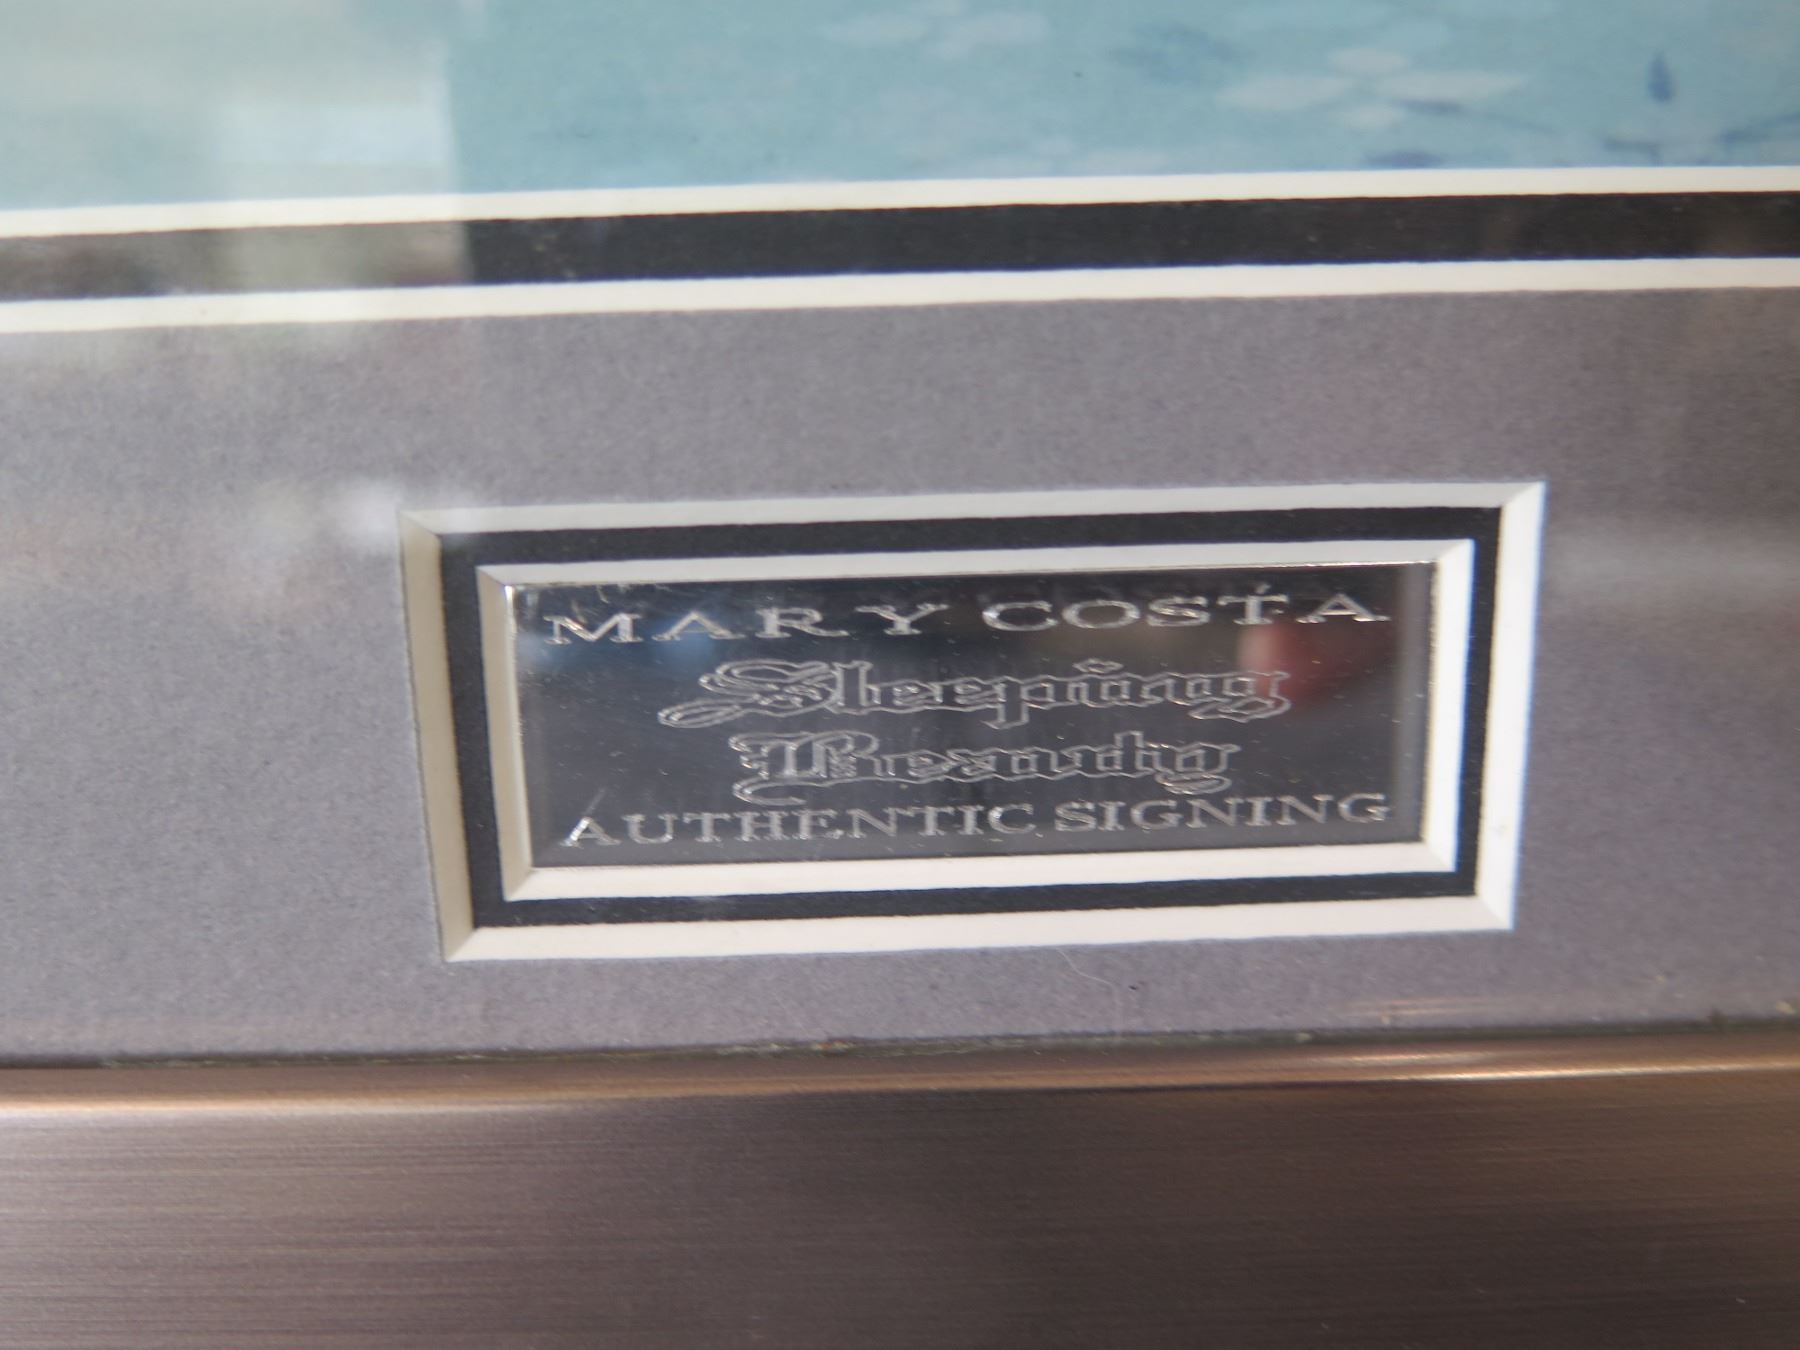 MARY COSTA
Sleeping
Beauty
AUTHENTIC SIGNING